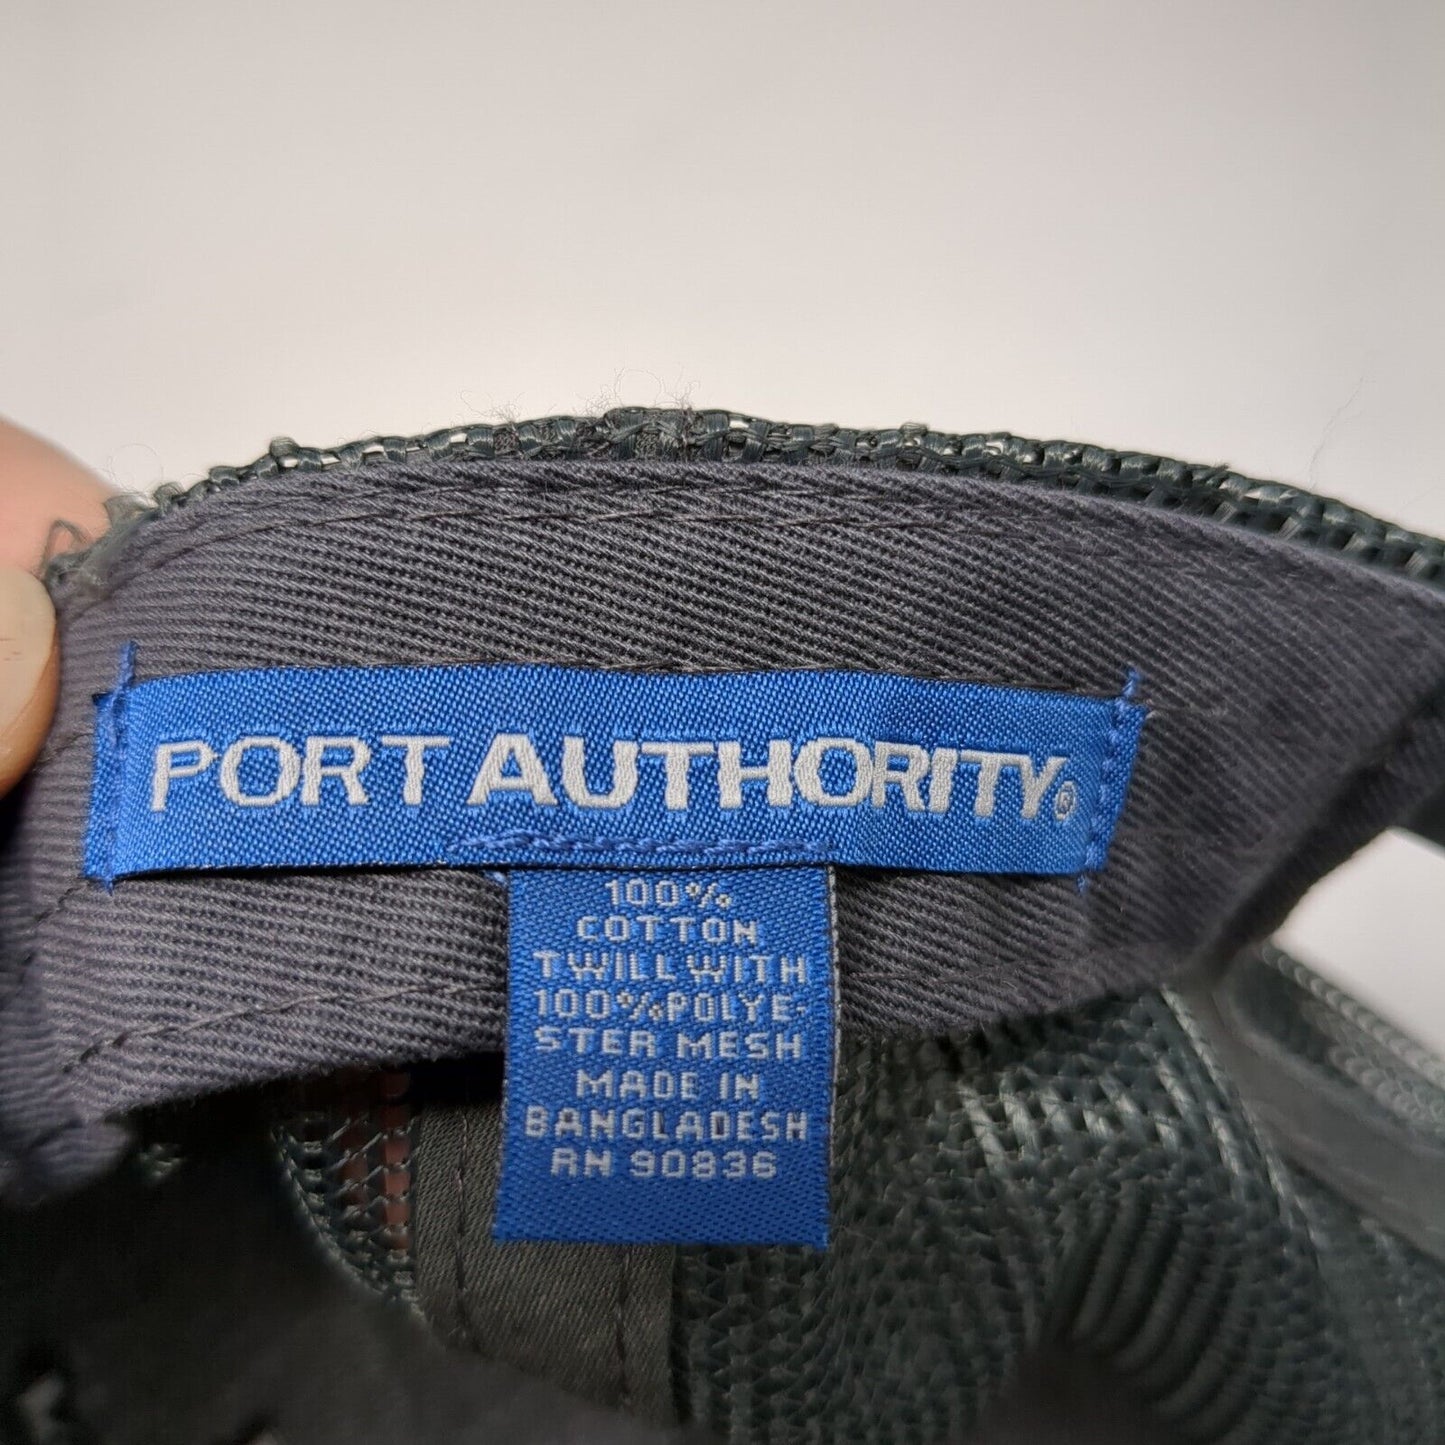 PORT AUTHORITY®
100%
COTTON
TWILL WITH
100% POLYE-
STER MESH
MADE IN
BANGLADESH
RN 90836